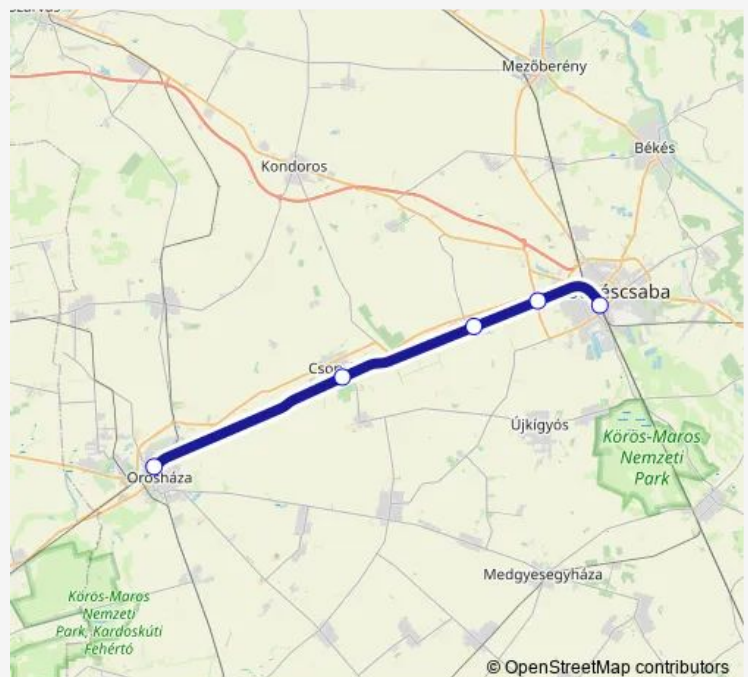 Mezőberény
Békés
Kondoros
Csor
Újkígyós
Körös-Maros
Nemzeti
Park
Orosháza
Medgyesegyháza
Körös-Maros
Nemzeti
Park, Kardoskúti
Fehértó
© OpenStreetMap contributors